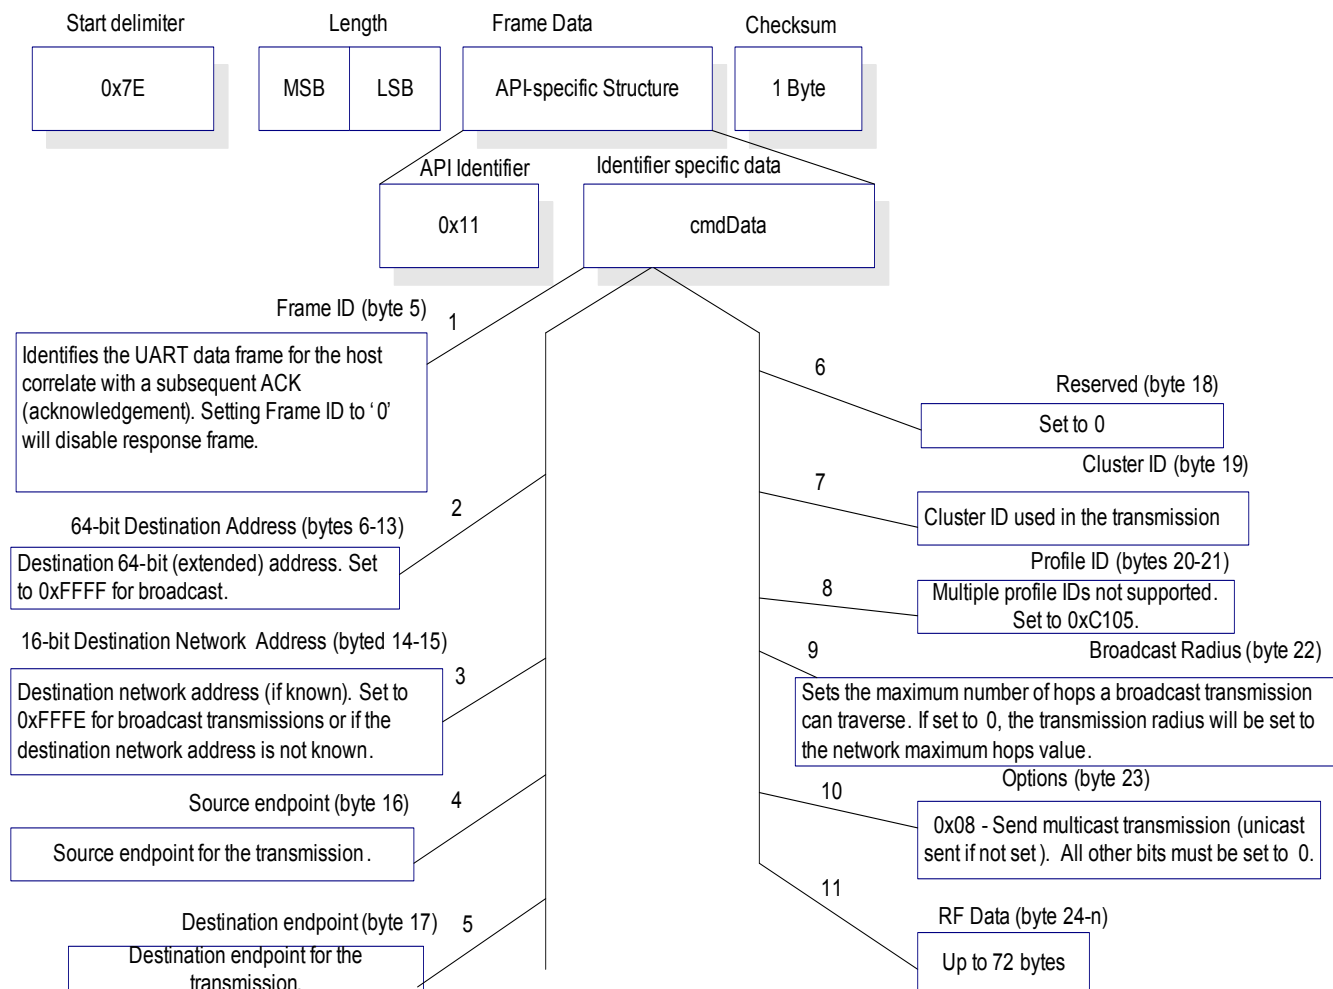 Start delimiter
Length
Frame Data
Checksum
0x7E
MSB
LSB
API-specific Structure
1 Byte
API Identifier
Identifier specific data
0x11
cmdData
Frame ID (byte 5)
1
Identifies the UART data frame for the host
correlate with a subsequent ACK
(acknowledgement). Setting Frame ID to ‘0’
will disable response frame.
2
64-bit Destination Address (bytes 6-13)
Destination 64-bit (extended) address. Set
to 0xFFFF for broadcast.
16-bit Destination Network Address (byted 14-15)
3
Destination network address (if known). Set to
0xFFFE for broadcast transmissions or if the
destination network address is not known.
Source endpoint (byte 16)
4
Source endpoint for the transmission.
Destination endpoint (byte 17)
5
Destination endpoint for the
transmission.
6
Reserved (byte 18)
Set to 0
Cluster ID (byte 19)
7
Cluster ID used in the transmission
Profile ID (bytes 20-21)
8
Multiple profile IDs not supported.
Set to 0xC105.
9
Broadcast Radius (byte 22)
Sets the maximum number of hops a broadcast transmission
can traverse. If set to 0, the transmission radius will be set to
the network maximum hops value.
Options (byte 23)
10
0x08 - Send multicast transmission (unicast
sent if not set). All other bits must be set to 0.
11
RF Data (byte 24-n)
Up to 72 bytes